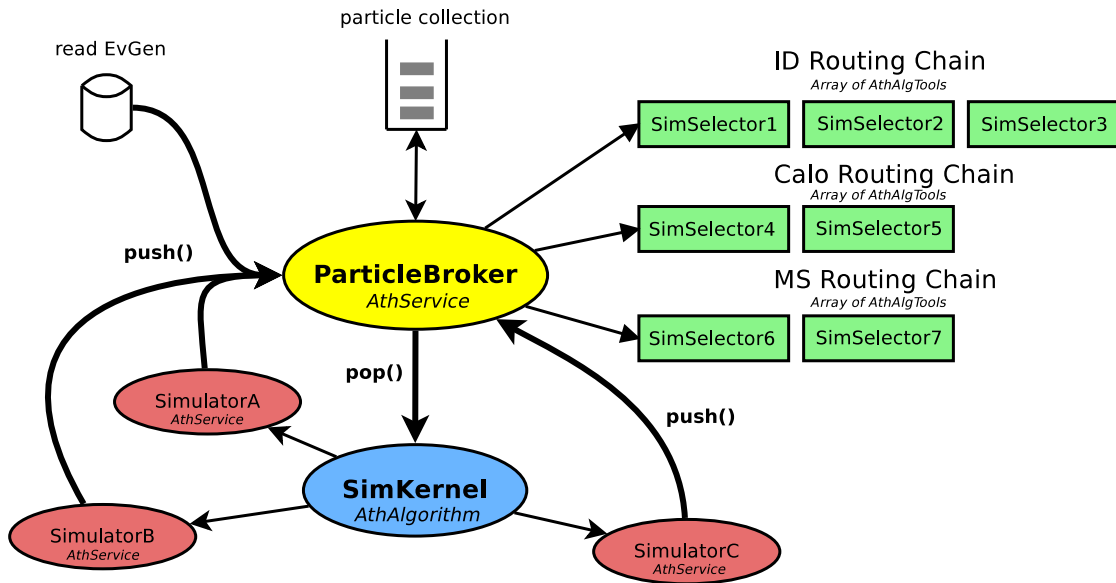 particle collection
read EvGen
ID Routing Chain
Array of AthAlgTools
SimSelector1
SimSelector2
SimSelector3
Calo Routing Chain
Array of AthAlgTools
SimSelector4
SimSelector5
push()
ParticleBroker
AthService
MS Routing Chain
Array of AthAlgTools
SimSelector6
SimSelector7
pop()
SimulatorA
AthService
push()
SimKernel
AthAlgorithm
SimulatorB
AthService
SimulatorC
AthService